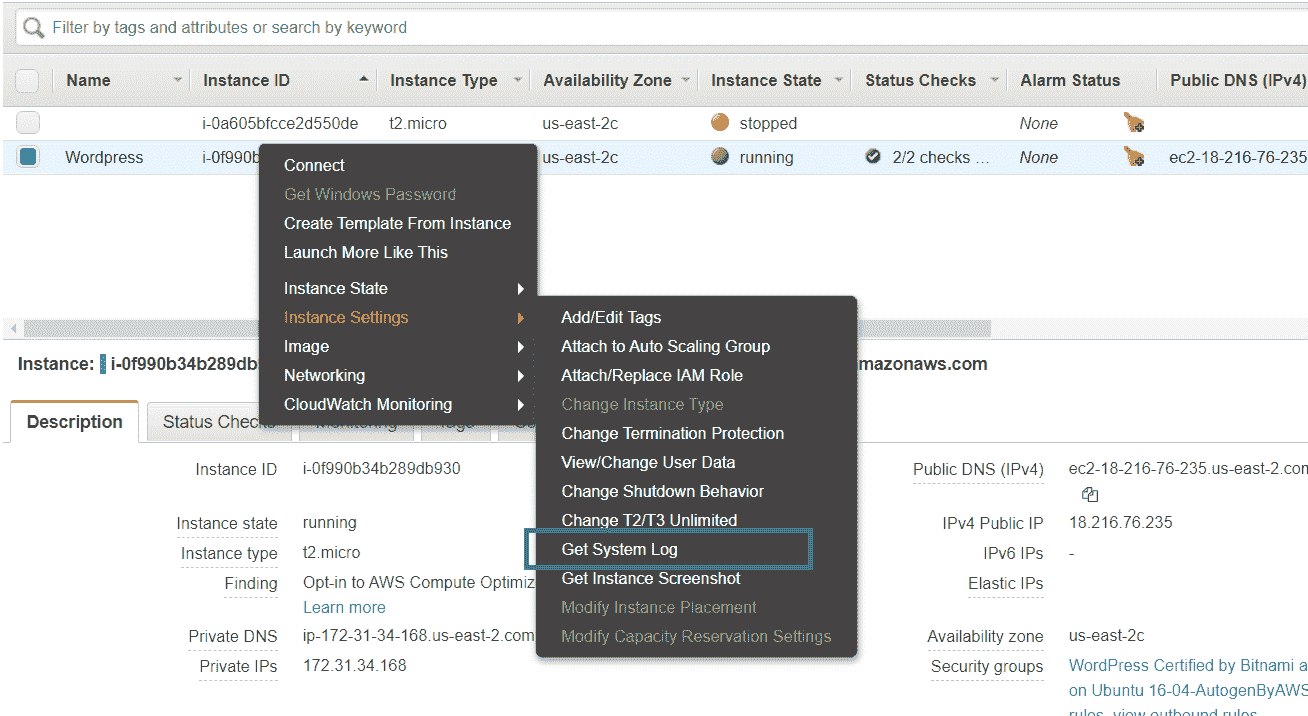 Filter by tags and attributes or search by keyword
Name Instance ID Instance Type Availability Zone Instance State Status Checks Alarm Status Public DNS (IPv4)
i-0a605bfcce2d550de t2.micro us-east-2c stopped None
Wordpress i-0f990b us-east-2c running 2/2 checks ... None ec2-18-216-76-235
Connect
Get Windows Password
Create Template From Instance
Launch More Like This
Instance State
Instance Settings
Image
Networking
CloudWatch Monitoring
Add/Edit Tags
Attach to Auto Scaling Group
Attach/Replace IAM Role
Change Instance Type
Change Termination Protection
View/Change User Data
Change Shutdown Behavior
Change T2/T3 Unlimited
Get System Log
Get Instance Screenshot
Modify Instance Placement
Modify Capacity Reservation Settings
Instance: i-0f990b34b289db mazonaws.com
Description Status Checks Monitoring Tags
Instance ID i-0f990b34b289db930
Instance state running
Instance type t2.micro
Finding Opt-in to AWS Compute Optimiz
Learn more
Private DNS ip-172-31-34-168.us-east-2.com
Private IPs 172.31.34.168
Public DNS (IPv4) ec2-18-216-76-235.us-east-2.com
IPv4 Public IP 18.216.76.235
IPv6 IPs -
Elastic IPs
Availability zone us-east-2c
Security groups WordPress Certified by Bitnami a
on Ubuntu 16-04-AutogenByAWS
rules. view outbound rules